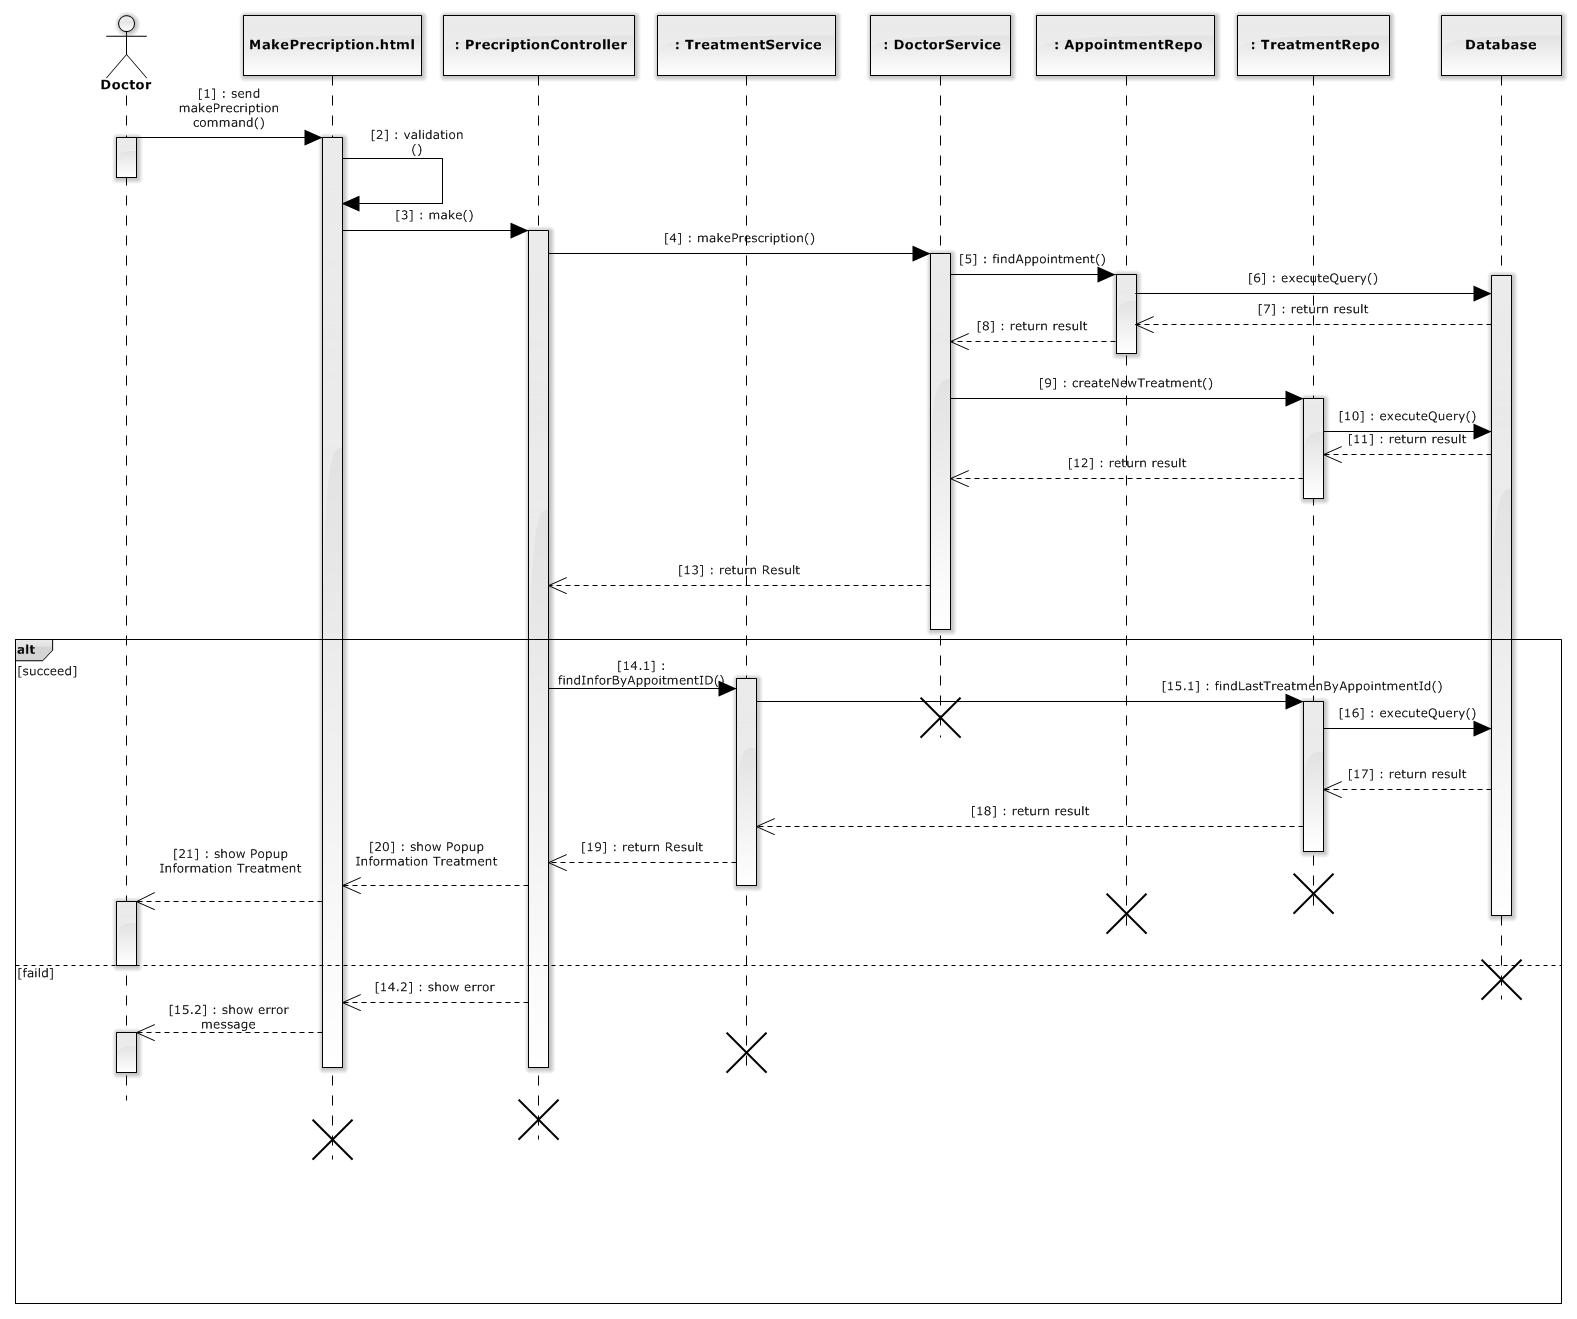 Doctor
MakePrecription.html
: PrecriptionController
: TreatmentService
: DoctorService
: AppointmentRepo
: TreatmentRepo
Database
[1] : send
makePrecription
command()
[2] : validation
()
[3] : make()
[4] : makePrescription()
[5] : findAppointment()
[6] : executeQuery()
[7] : return result
[8] : return result
[9] : createNewTreatment()
[10] : executeQuery()
[11] : return result
[12] : return result
[13] : return Result
alt
[succeed]
[14.1] :
findInforByAppoitmentID()
[15.1] : findLastTreatmenByAppointmentId()
[16] : executeQuery()
[17] : return result
[18] : return result
[19] : return Result
[20] : show Popup
Information Treatment
[21] : show Popup
Information Treatment
[faild]
[14.2] : show error
[15.2] : show error
message